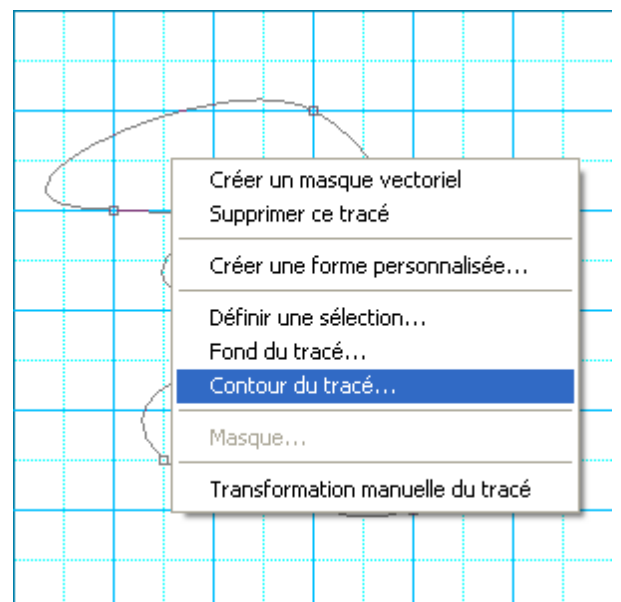 Créer un masque vectoriel
Supprimer ce tracé
Créer une forme personnalisée...
Définir une sélection...
Fond du tracé...
Contour du tracé...
Masque...
Transformation manuelle du tracé